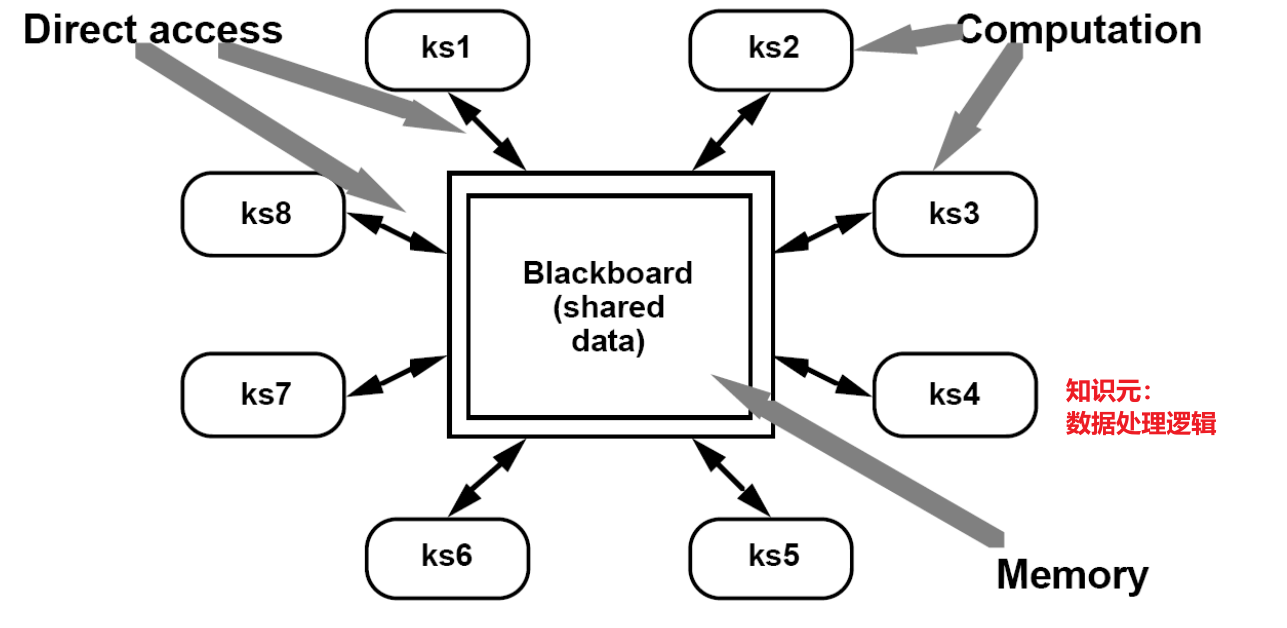 Direct access
ks1
ks2
Computation
ks8
ks3
Blackboard
(shared
data)
ks7
ks4
知识元：
数据处理逻辑
ks6
ks5
Memory